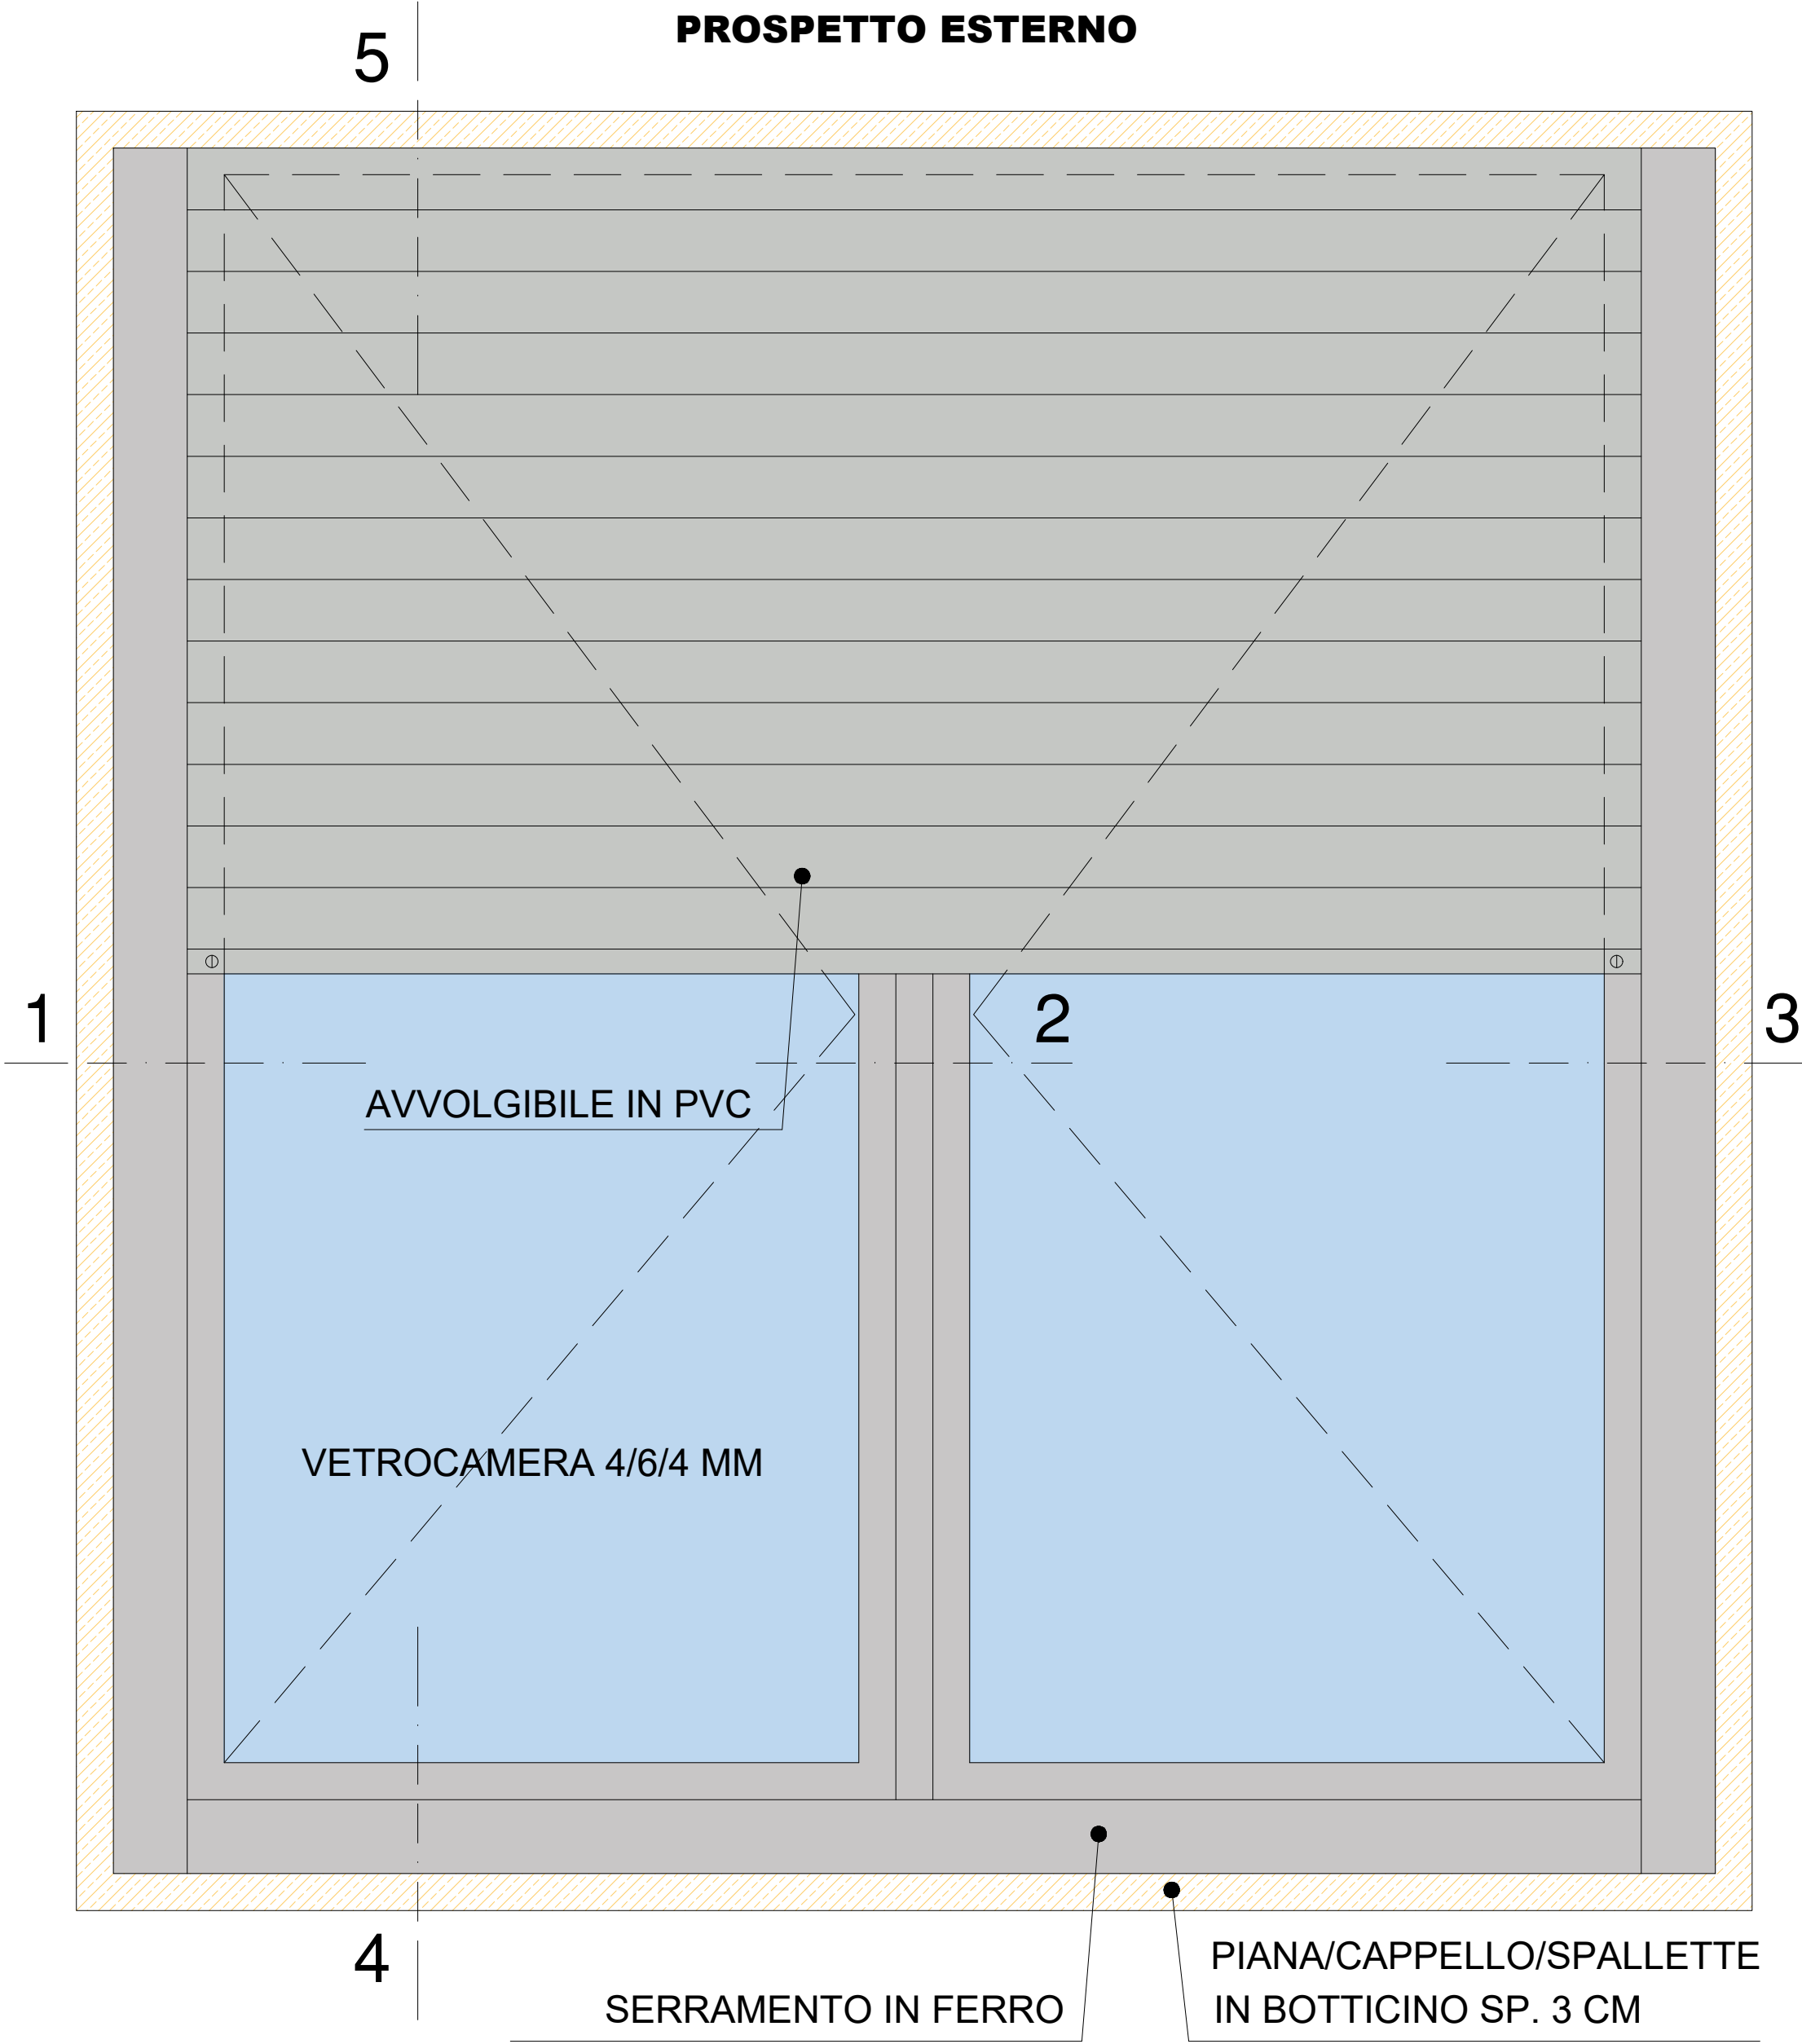 PROSPETTO ESTERNO
5
1
2
3
AVVOLGIBILE IN PVC
VETROCAMERA 4/6/4 MM
4
PIANA/CAPPELLO/SPALLETTE
SERRAMENTO IN FERRO
IN BOTTICINO SP. 3 CM